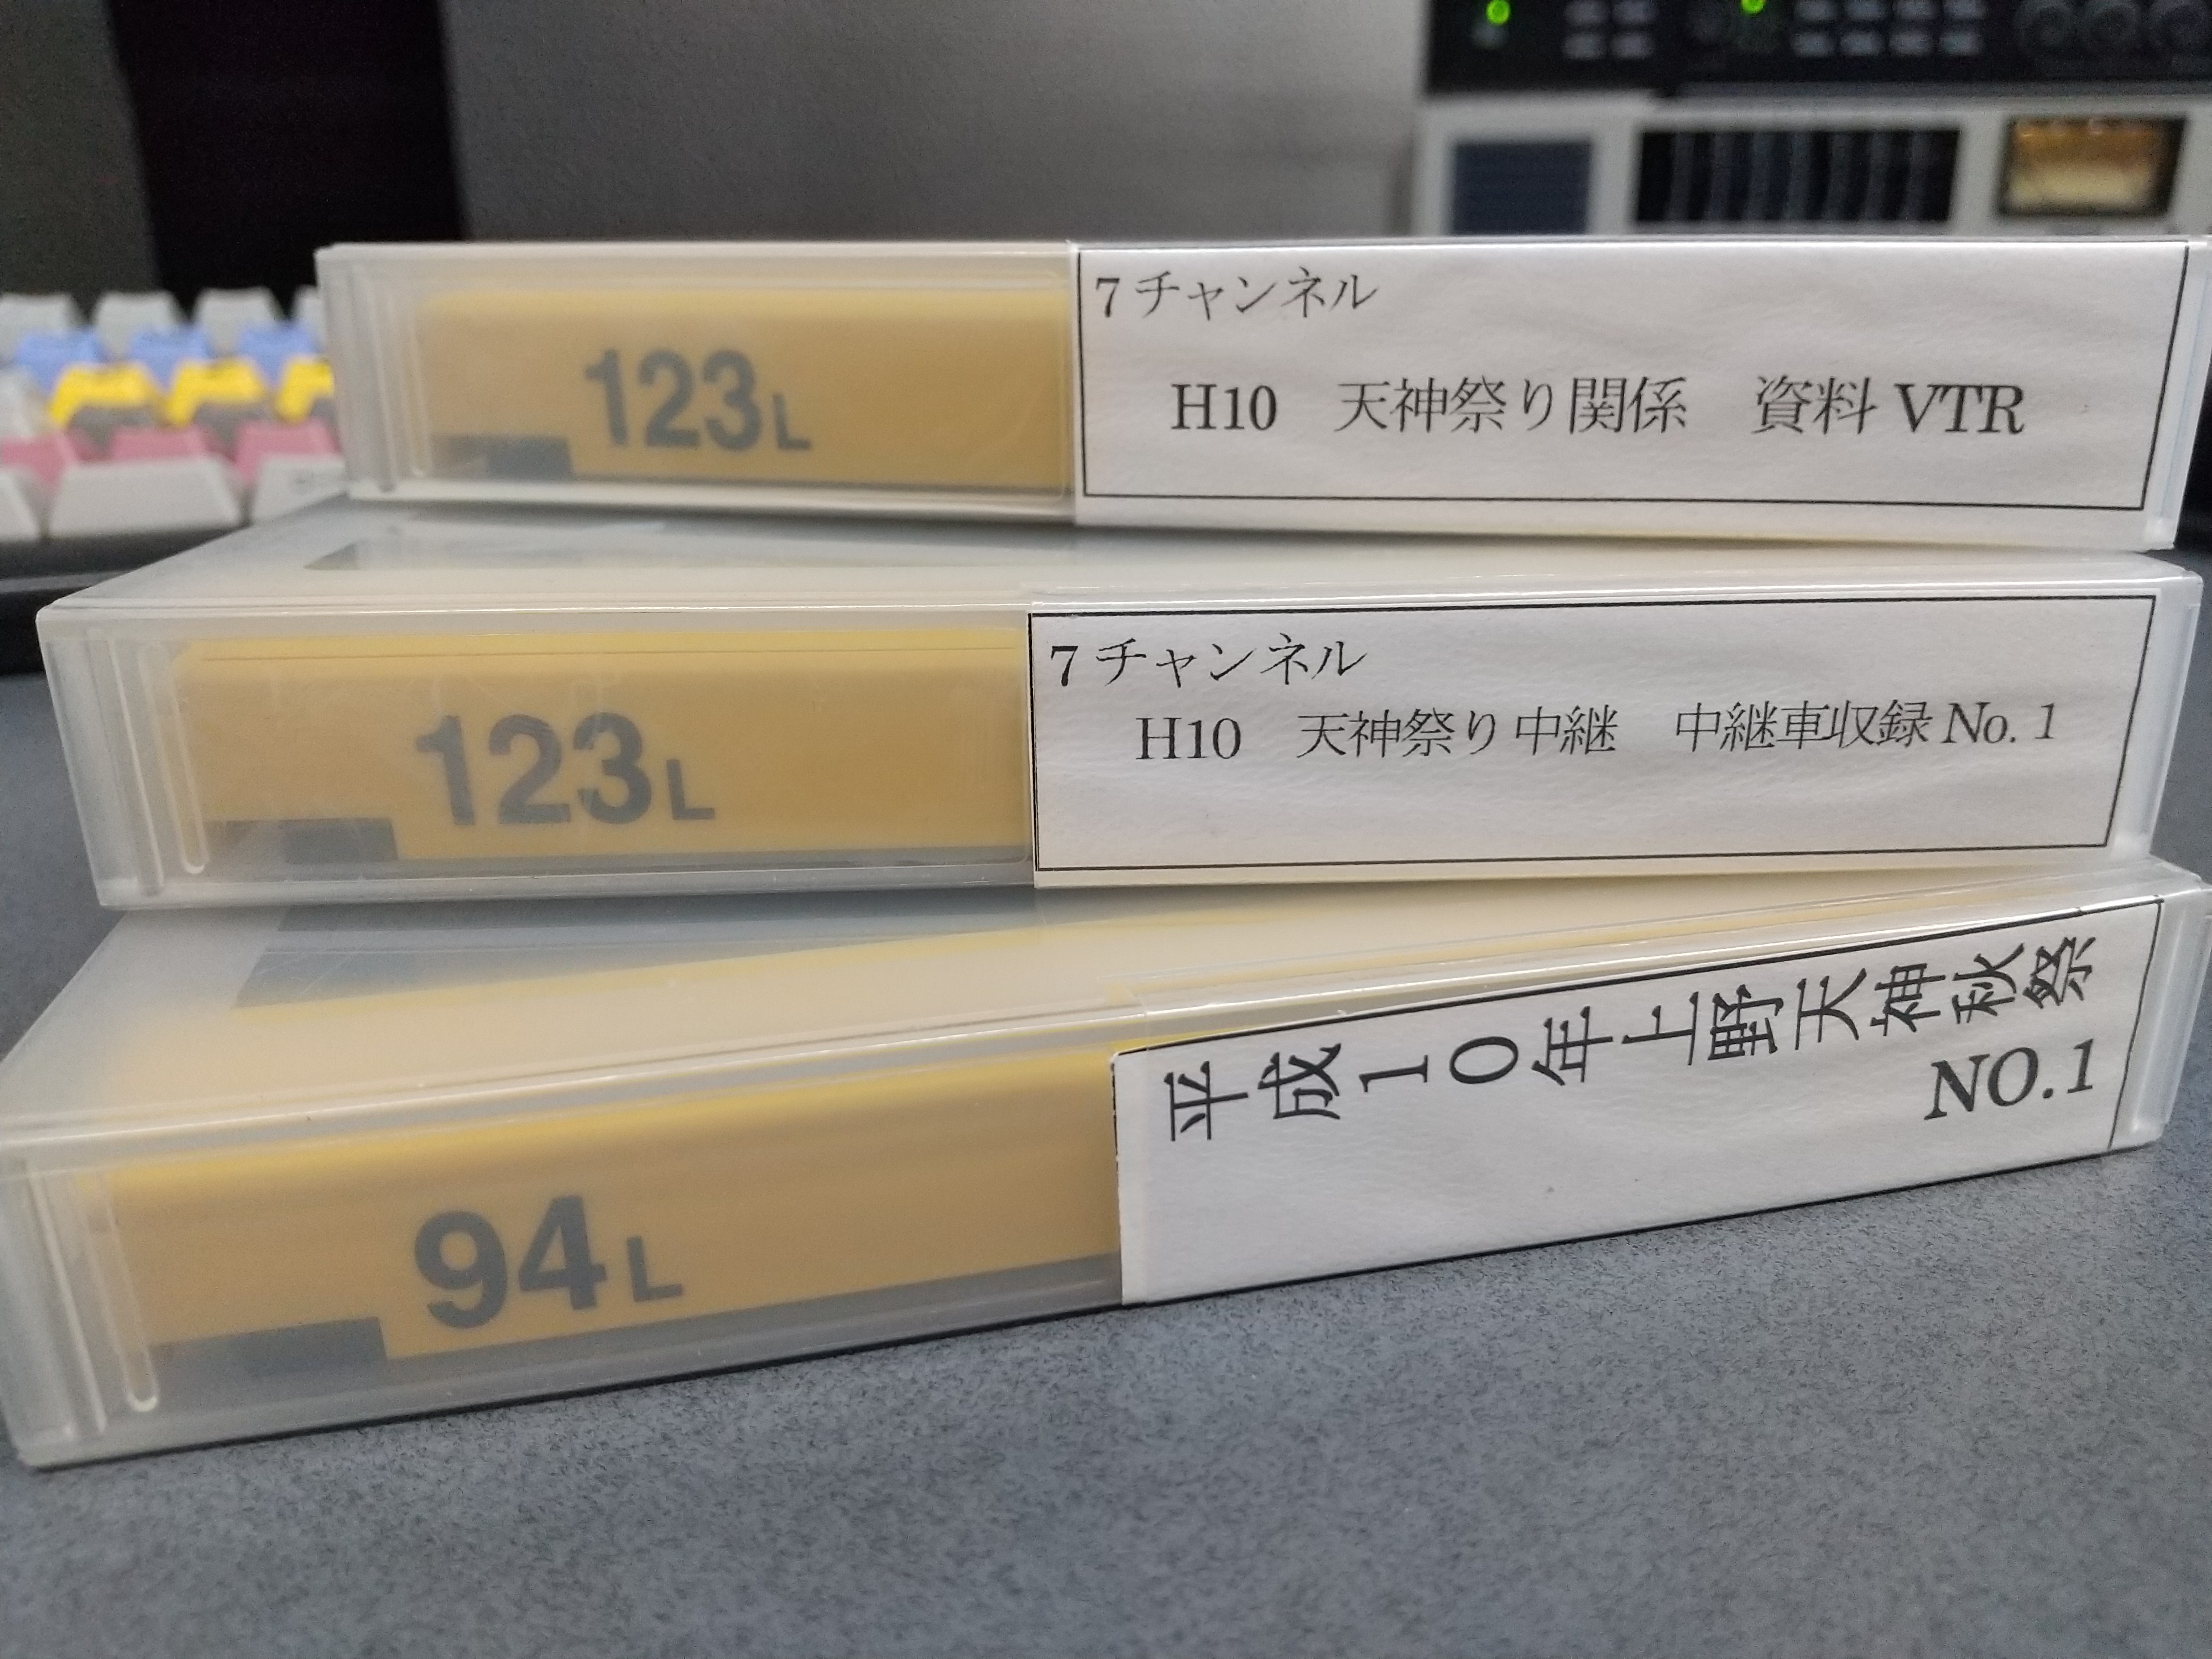 123L
7チャンネル
H10　天神祭り関係　資料VTR
123L
7チャンネル
H10　天神祭り中継　中継車収録No.1
94L
平成10年上野天神秋祭
NO.1